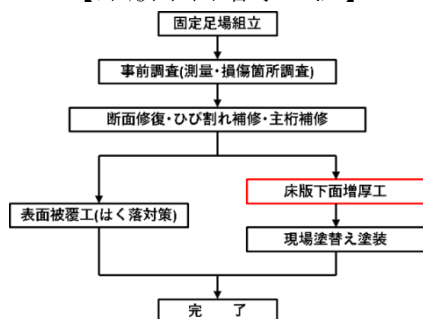 固定足場組立
事前調査(測量・損傷箇所調査)
断面修復・ひび割れ補修・主桁補修
床版下面増厚工
表面被覆工(はく落対策)
現場塗替え塗装
完　了